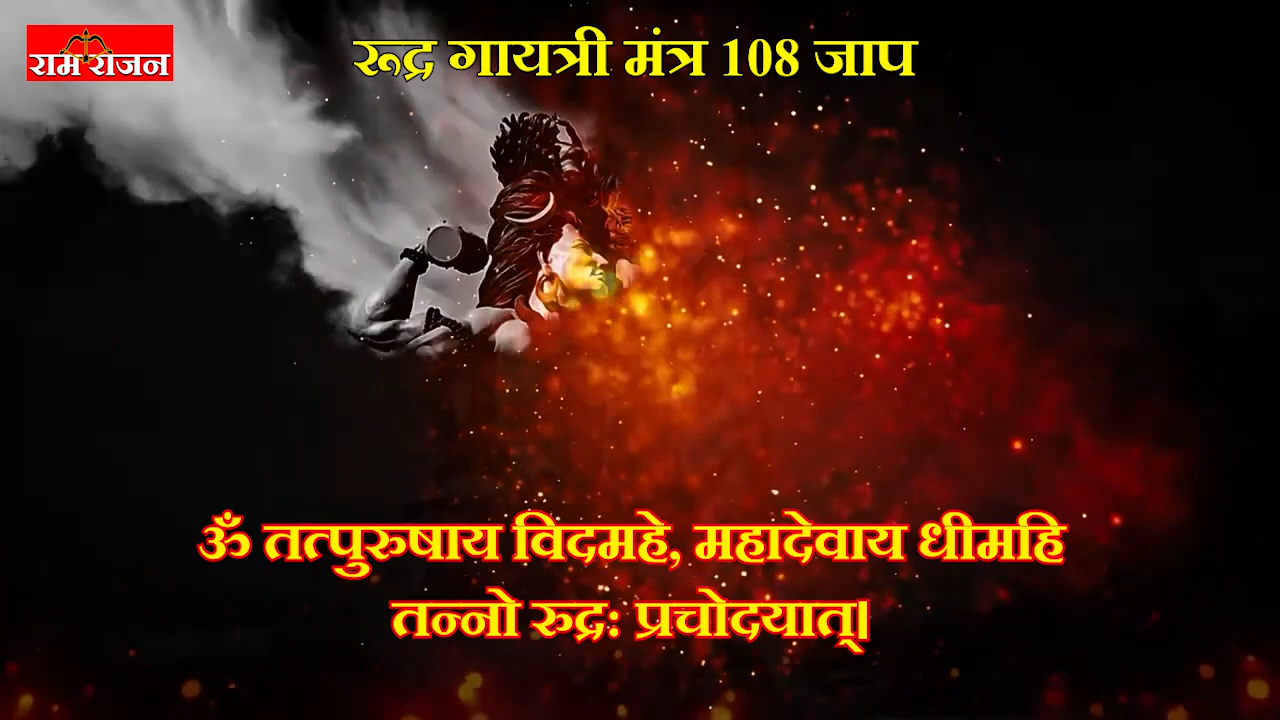 राम रंजन
रूद्र गायत्री मंत्र 108 जाप
ॐ तत्पुरुषाय विदमहे, महादेवाय धीमहि
तन्नो रुद्रः प्रचोदयात्।